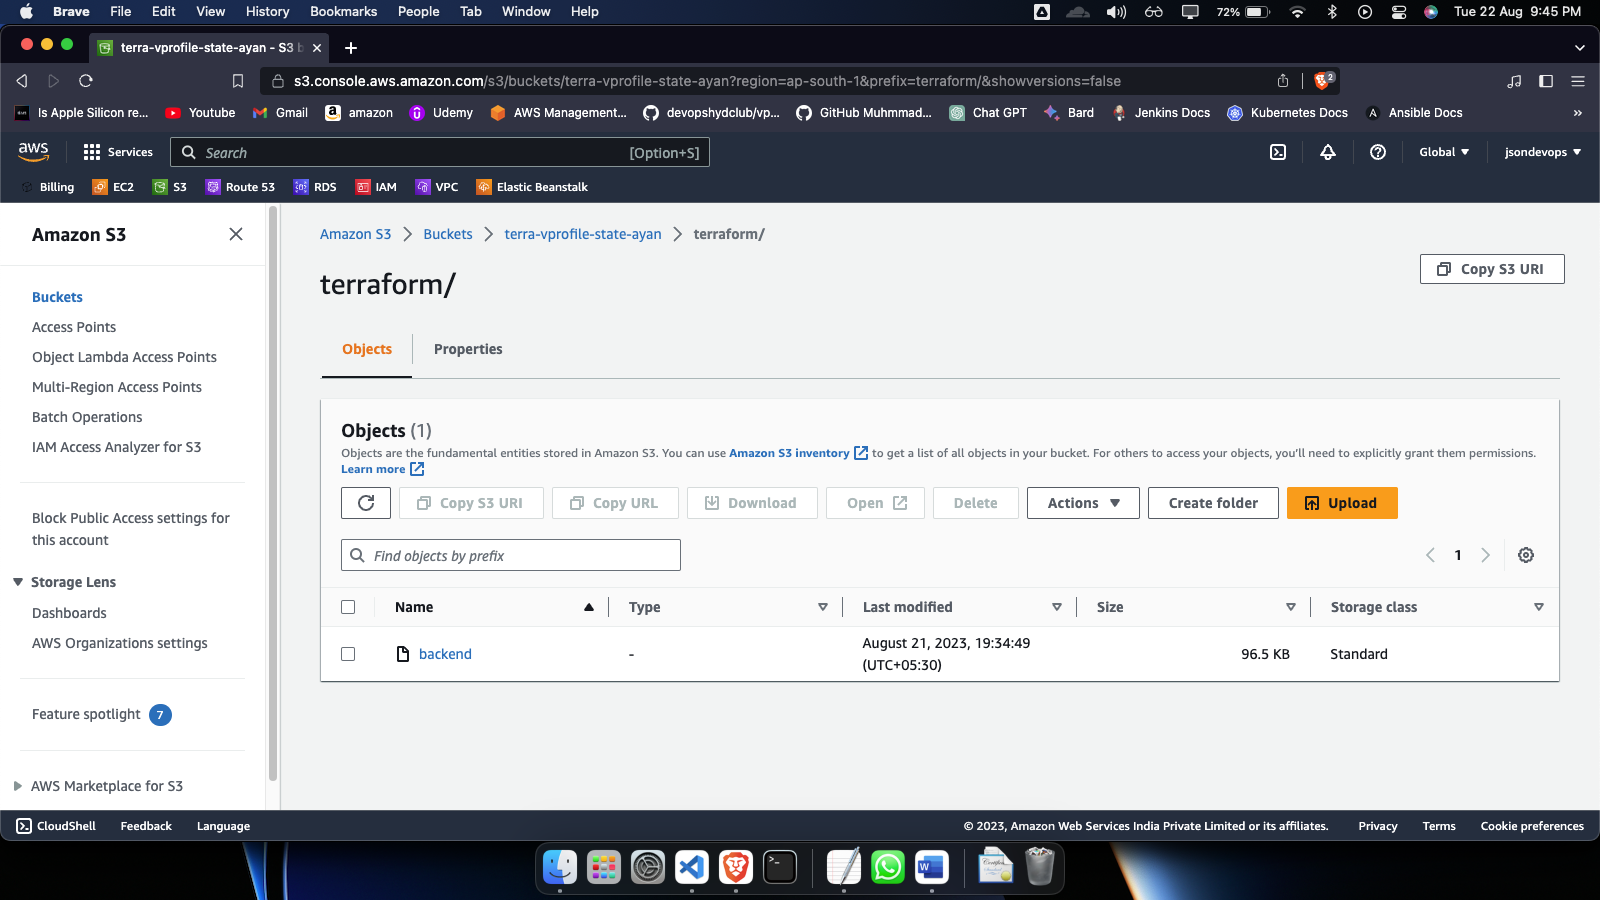 Brave File Edit View History Bookmarks People Tab Window Help 72% Tue 22 Aug 9:45 PM
terra-vprofile-state-ayan - S3 b
s3.console.aws.amazon.com/s3/buckets/terra-vprofile-state-ayan?region=ap-south-1&prefix=terraform/&showversions=false 2
Is Apple Silicon re... Youtube Gmail amazon Udemy AWS Management... devopshydclub/vp... GitHub Muhmmad... Chat GPT Bard Jenkins Docs Kubernetes Docs Ansible Docs »
aws Services Search [Option+S] Global jsondevops
Billing EC2 S3 Route 53 RDS IAM VPC Elastic Beanstalk
Amazon S3
Buckets
Access Points
Object Lambda Access Points
Multi-Region Access Points
Batch Operations
IAM Access Analyzer for S3
Block Public Access settings for
this account
Storage Lens
Dashboards
AWS Organizations settings
Feature spotlight 7
AWS Marketplace for S3
Amazon S3 Buckets terra-vprofile-state-ayan terraform/
terraform/
Copy S3 URI
Objects Properties
Objects (1)
Objects are the fundamental entities stored in Amazon S3. You can use Amazon S3 inventory to get a list of all objects in your bucket. For others to access your objects, you'll need to explicitly grant them permissions.
Learn more
Copy S3 URI Copy URL Download Open Delete Actions Create folder Upload
Find objects by prefix 1
Name Type Last modified Size Storage class
backend - August 21, 2023, 19:34:49 96.5 KB Standard
(UTC+05:30)
CloudShell Feedback Language © 2023, Amazon Web Services India Private Limited or its affiliates. Privacy Terms Cookie preferences